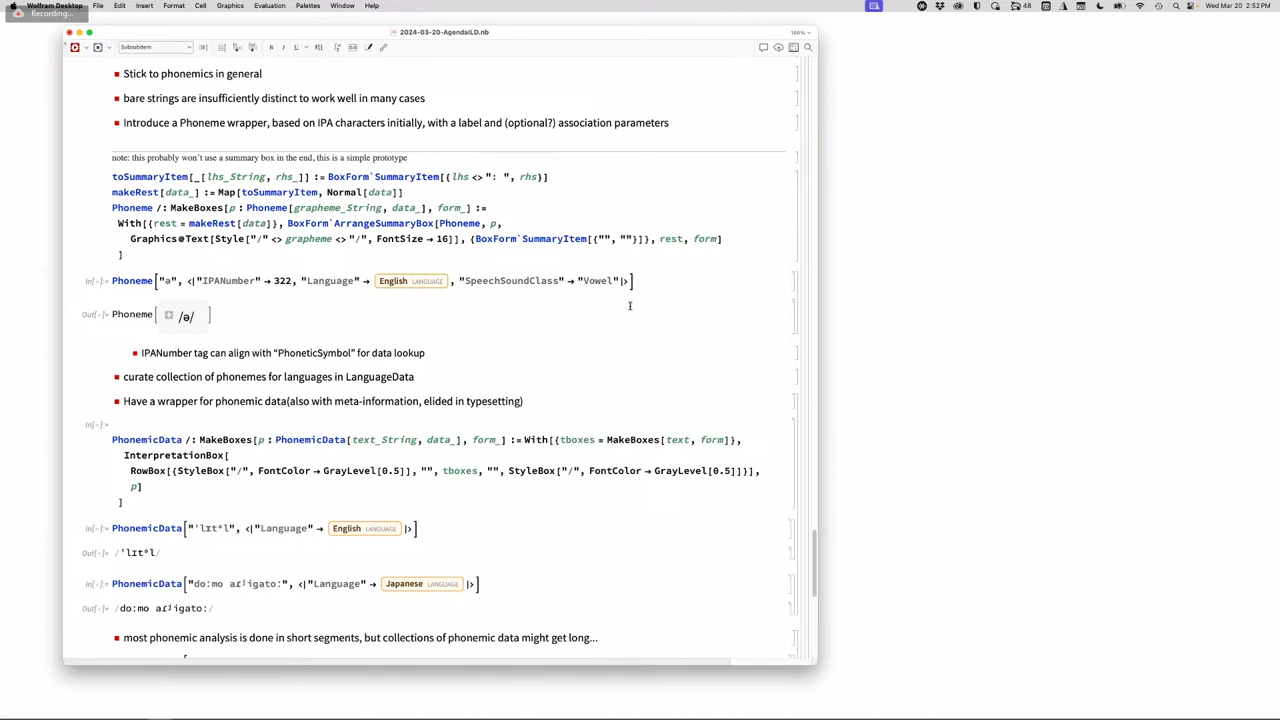 Wolfram Desktop File Edit Insert Format Cell Graphics Evaluation Palettes Window Help 48 Wed Mar 20 2:52 PM
Recording...
2024-03-20-AgendaILD.nb 150%
Subsubitem
Stick to phonemics in general
bare strings are insufficiently distinct to work well in many cases
Introduce a Phoneme wrapper, based on IPA characters initially, with a label and (optional?) association parameters
note: this probably won't use a summary box in the end, this is a simple prototype
toSummaryItem[_[lhs_String, rhs_]] := BoxForm`SummaryItem[{lhs <> ": ", rhs}]
makeRest[data_] := Map[toSummaryItem, Normal[data]]
Phoneme /: MakeBoxes[p : Phoneme[grapheme_String, data_], form_] :=
With[{rest = makeRest[data]}, BoxForm`ArrangeSummaryBox[Phoneme, p,
Graphics@Text[Style["/" <> grapheme <> "/", FontSize → 16]], {BoxForm`SummaryItem[{"", ""}]}, rest, form]
]
In[◦]:= Phoneme["ə", <|"IPANumber" → 322, "Language" → English LANGUAGE , "SpeechSoundClass" → "Vowel"|>]
Out[◦]= Phoneme[ /ə/ ]
IPANumber tag can align with "PhoneticSymbol" for data lookup
curate collection of phonemes for languages in LanguageData
Have a wrapper for phonemic data(also with meta-information, elided in typesetting)
In[◦]:=
PhonemicData /: MakeBoxes[p : PhonemicData[text_String, data_], form_] := With[{tboxes = MakeBoxes[text, form]},
InterpretationBox[
RowBox[{StyleBox["/", FontColor → GrayLevel[0.5]], "", tboxes, "", StyleBox["/", FontColor → GrayLevel[0.5]]}],
p]
]
In[◦]:= PhonemicData["ˈlɪtᵊl", <|"Language" → English LANGUAGE |>]
Out[◦]= /ˈlɪtᵊl/
In[◦]:= PhonemicData["doːmo aɾʲigatoː", <|"Language" → Japanese LANGUAGE |>]
Out[◦]= /doːmo aɾʲigatoː/
most phonemic analysis is done in short segments, but collections of phonemic data might get long...